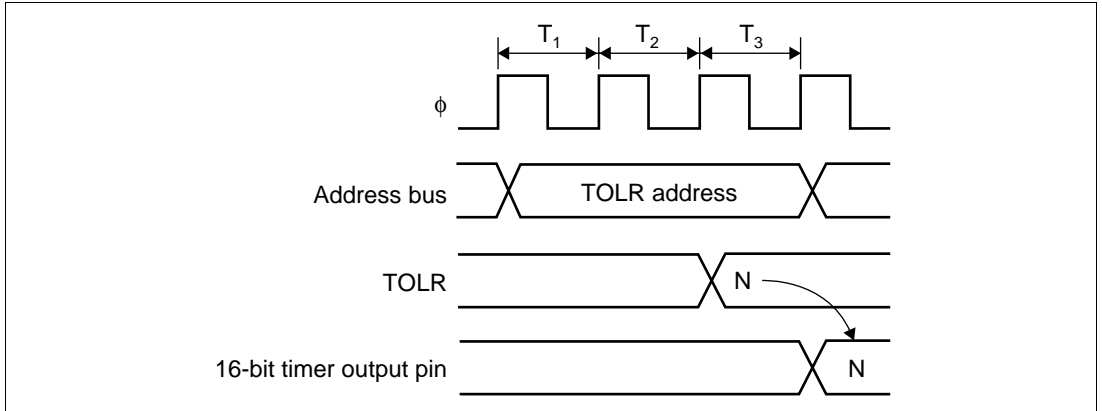 T1 T2 T3
φ
Address bus TOLR address
TOLR N
16-bit timer output pin N